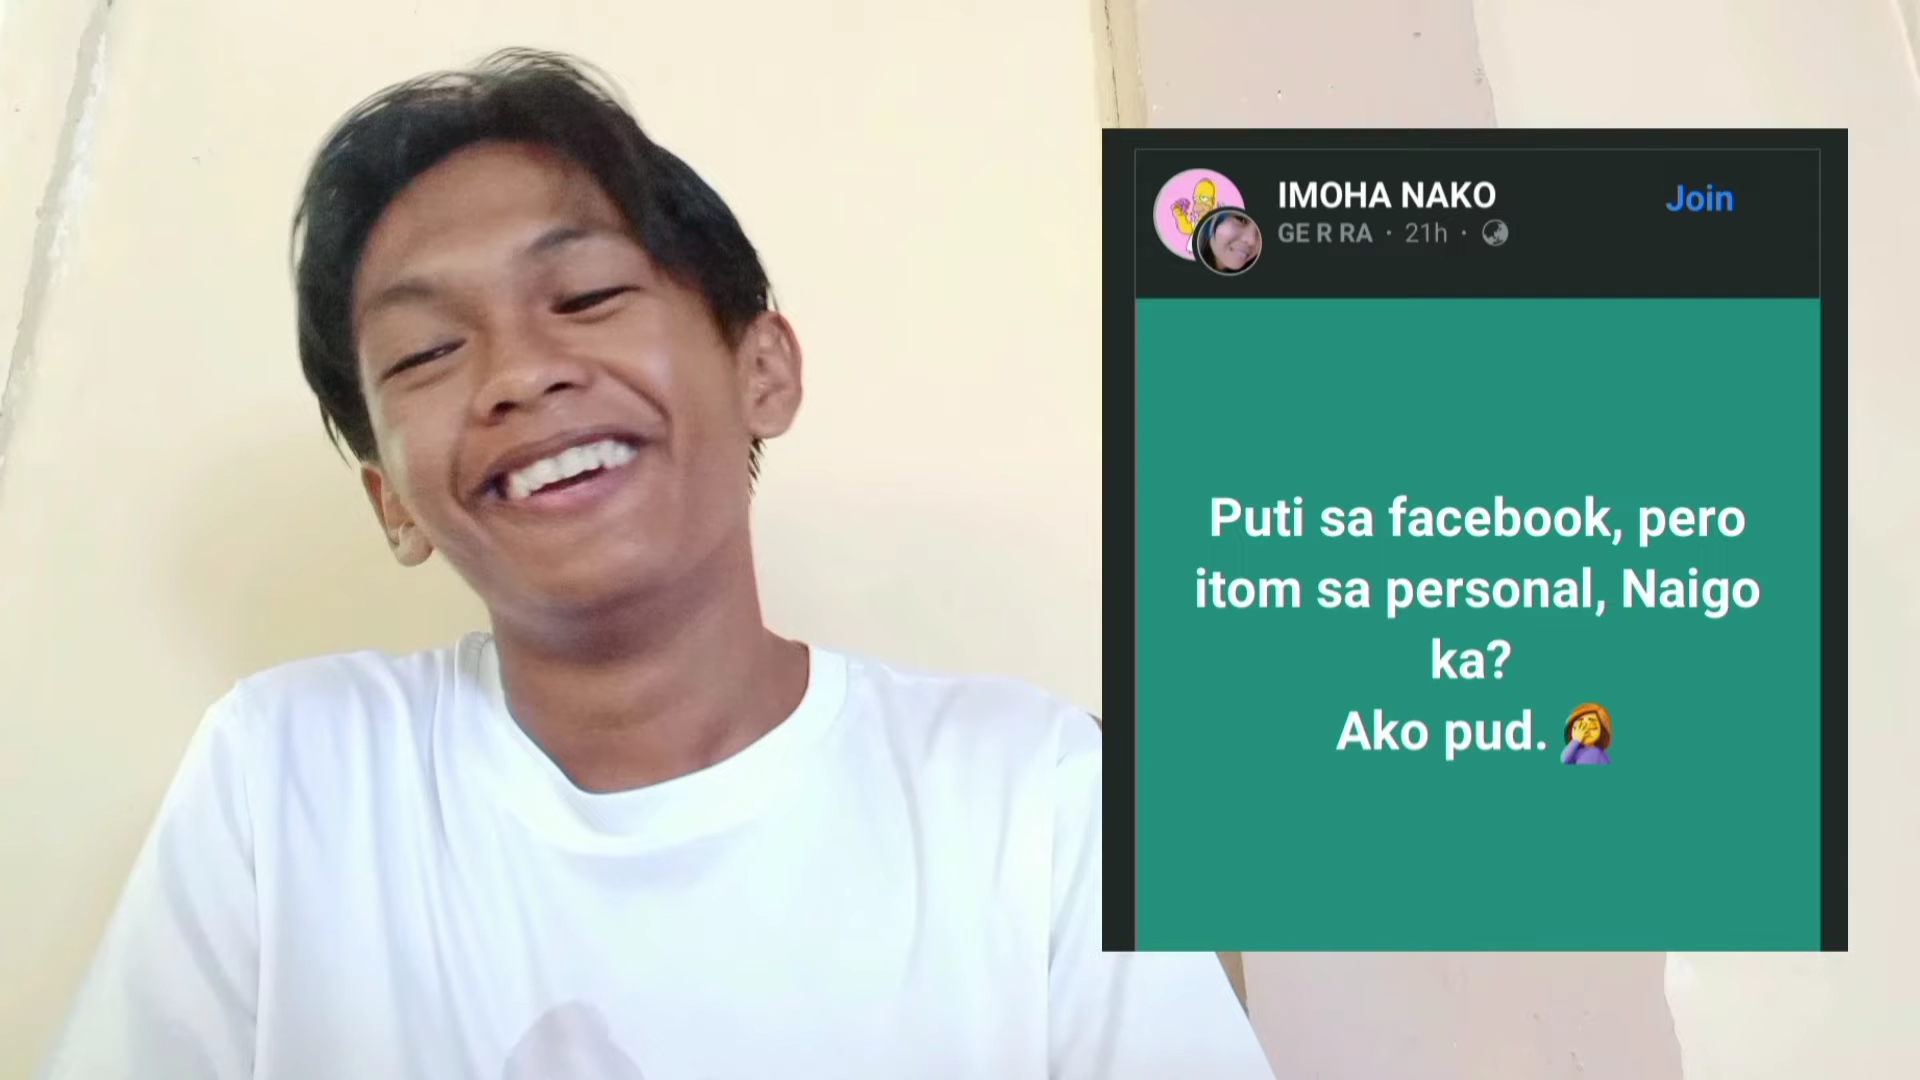 IMOHA NAKO
Join
GE R RA · 21h ·
Puti sa facebook, pero
itom sa personal, Naigo
ka?
Ako pud. 🤦‍♀️